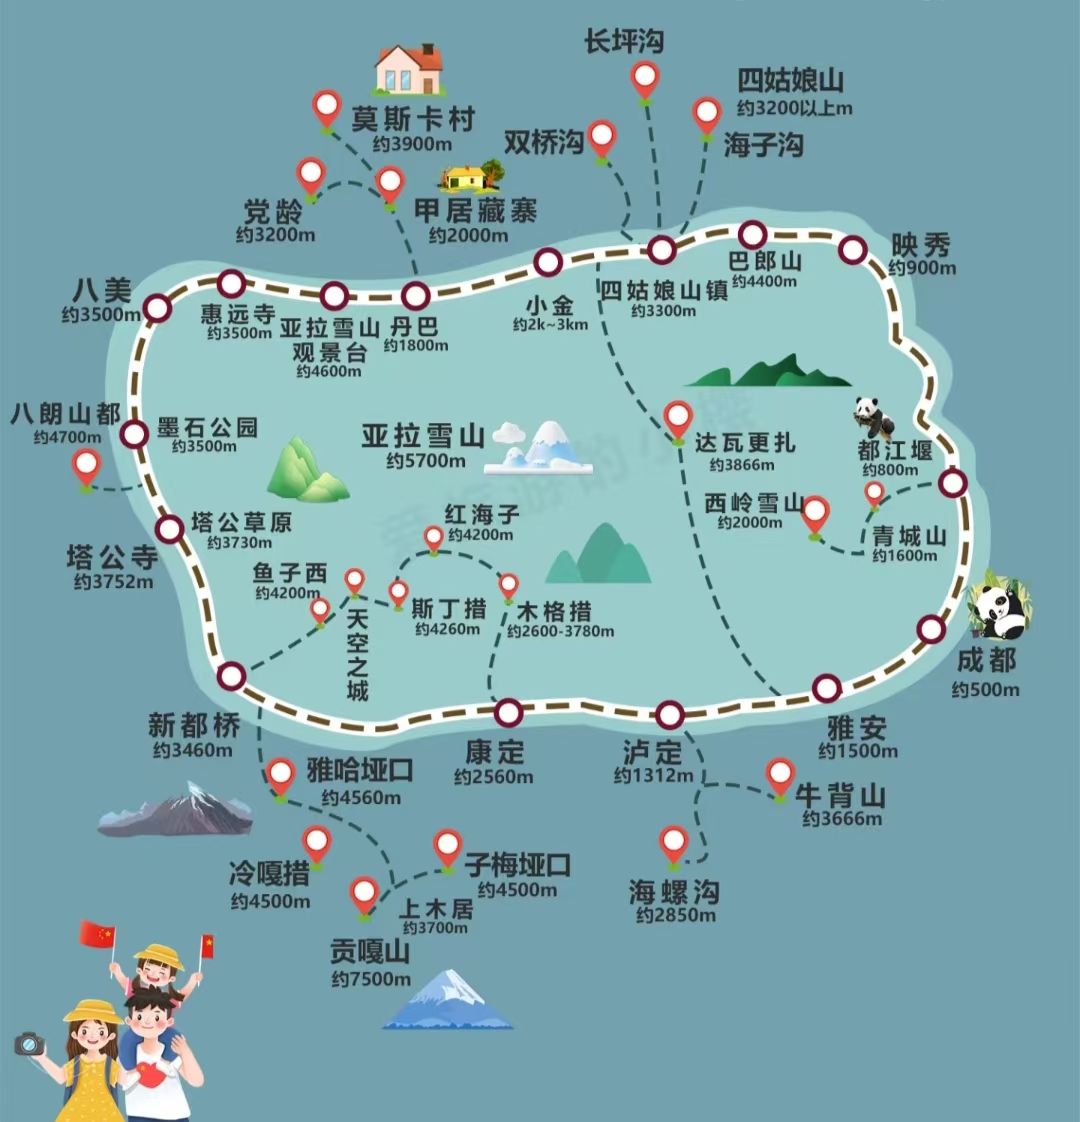 长坪沟
四姑娘山
约3200以上m
莫斯卡村
约3900m
双桥沟
海子沟
党龄
约3200m
甲居藏寨
约2000m
映秀
约900m
巴郎山
约4400m
八美
约3500m
惠远寺
约3500m
亚拉雪山
观景台
约4600m
丹巴
约1800m
小金
约2k~3km
四姑娘山镇
约3300m
八朗山都
约4700m
墨石公园
约3500m
亚拉雪山
约5700m
达瓦更扎
约3866m
都江堰
约800m
西岭雪山
约2000m
青城山
约1600m
塔公草原
约3730m
塔公寺
约3752m
红海子
约4200m
鱼子西
约4200m
天空之城
斯丁措
约4260m
木格措
约2600-3780m
成都
约500m
新都桥
约3460m
康定
约2560m
泸定
约1312m
雅安
约1500m
雅哈垭口
约4560m
牛背山
约3666m
冷嘎措
约4500m
子梅垭口
约4500m
上木居
约3700m
海螺沟
约2850m
贡嘎山
约7500m